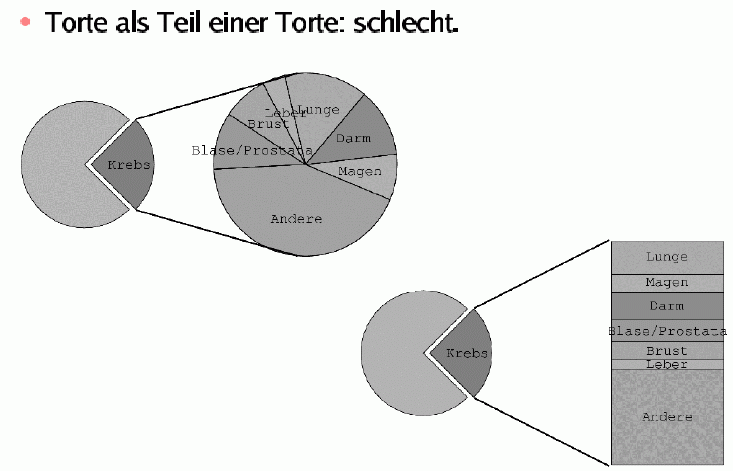 • Torte als Teil einer Torte: schlecht.
Krebs
Lunge
Leber
Brust
Darm
Blase/Prostata
Magen
Andere
Krebs
Lunge
Magen
Darm
Blase/Prostata
Brust
Leber
Andere